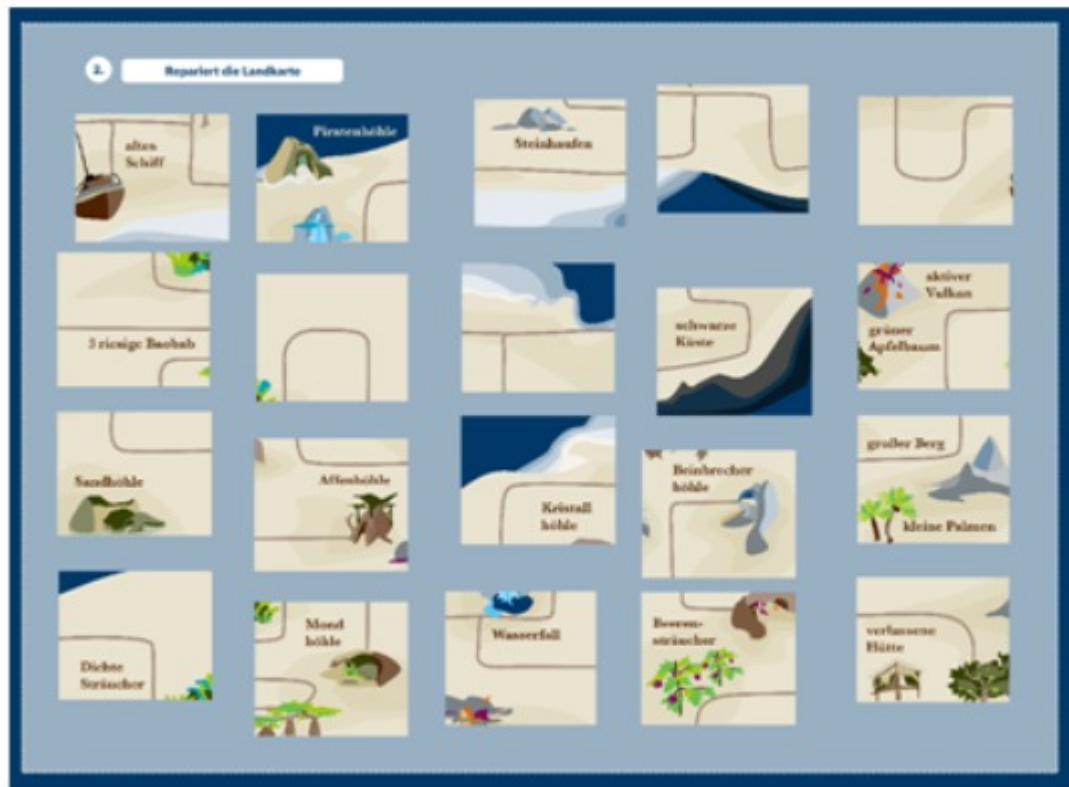 2.
Repariert die Landkarte
altes
Schiff
Piratenhöhle
Steinhaufen
3 riesige Baobab
schwarze
Küste
aktiver
Vulkan
grüner
Apfelbaum
Sandhöhle
Affenhöhle
Kristall
höhle
Beinbrecher
höhle
großer Berg
kleine Palmen
Dichte
Sträucher
Mond
höhle
Wasserfall
Beeren-
sträucher
verlassene
Hütte